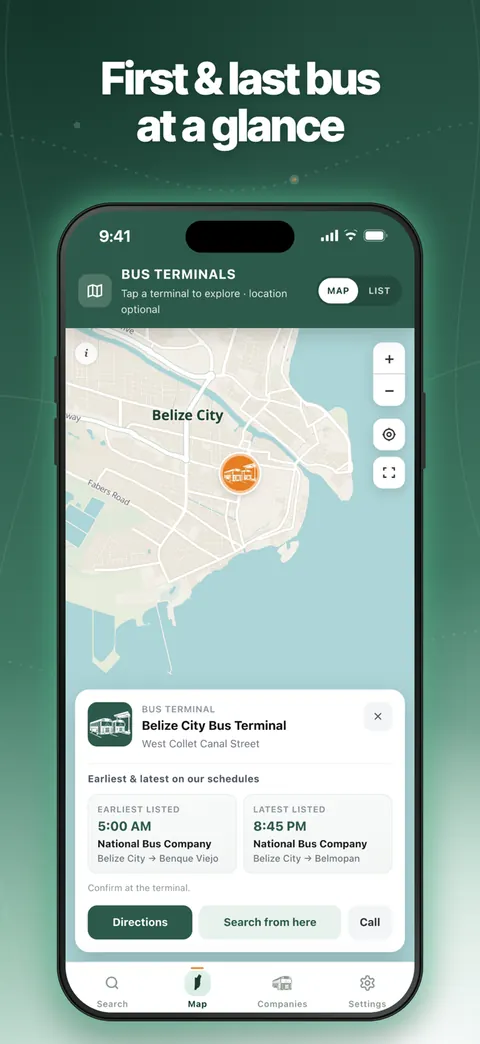 First & last bus
at a glance
9:41
BUS TERMINALS
Tap a terminal to explore · location
optional
MAP
LIST
i
+
−
Belize City
way
Fabers Road
BUS TERMINAL
Belize City Bus Terminal
West Collet Canal Street
×
Earliest & latest on our schedules
EARLIEST LISTED
5:00 AM
National Bus Company
Belize City → Benque Viejo
LATEST LISTED
8:45 PM
National Bus Company
Belize City → Belmopan
Confirm at the terminal.
Directions
Search from here
Call
Search
Map
Companies
Settings